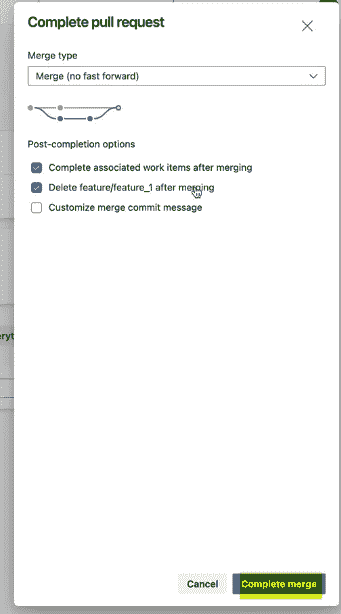 Complete pull request
Merge type
Merge (no fast forward)
Post-completion options
Complete associated work items after merging
Delete feature/feature_1 after merging
Customize merge commit message
Cancel
Complete merge